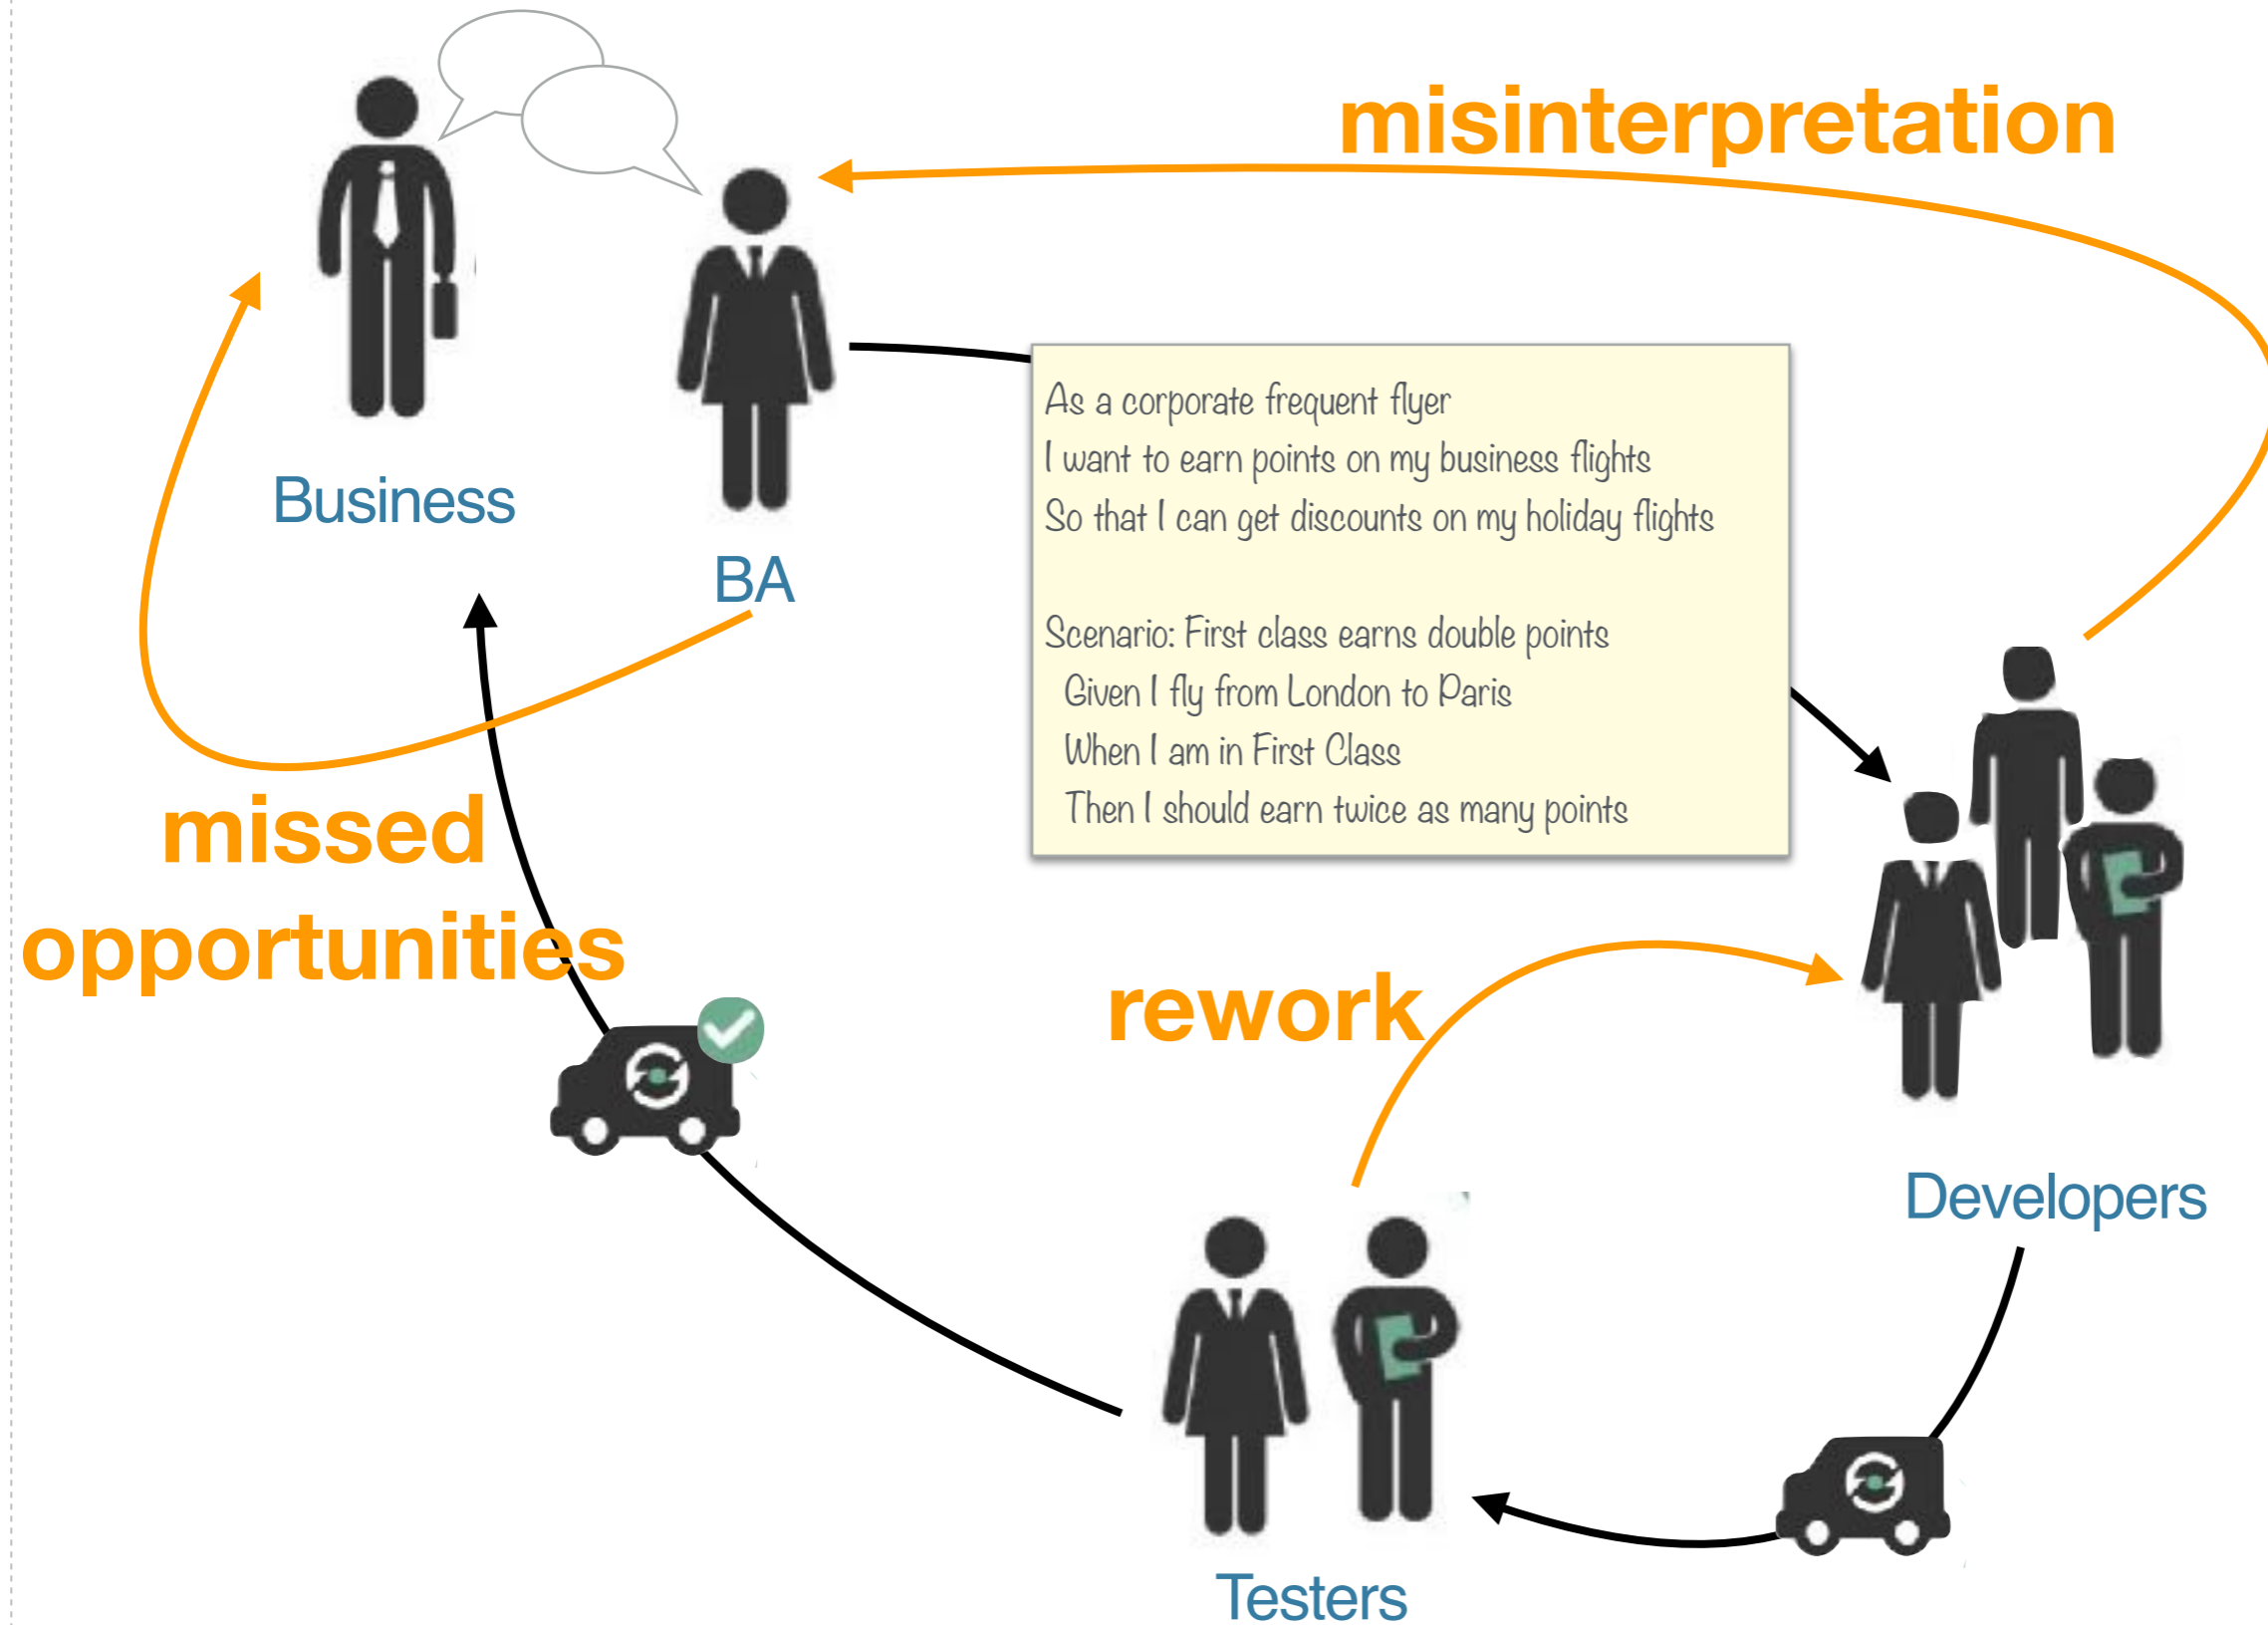 misinterpretation
Business
BA
As a corporate frequent flyer
I want to earn points on my business flights
So that I can get discounts on my holiday flights
Scenario: First class earns double points
Given I fly from London to Paris
When I am in First Class
Then I should earn twice as many points
missed
opportunities
rework
Developers
Testers